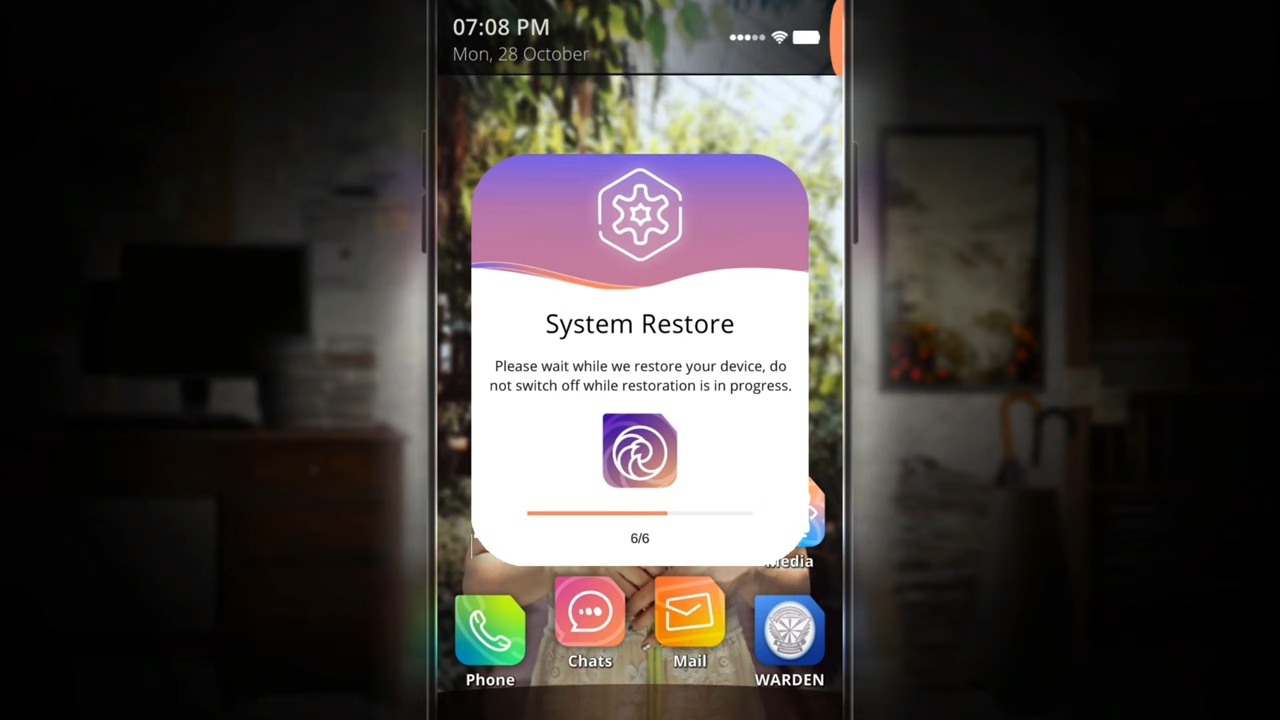 07:08 PM
Mon, 28 October
System Restore
Please wait while we restore your device, do
not switch off while restoration is in progress.
6/6
Media
Chats
Mail
Phone
WARDEN